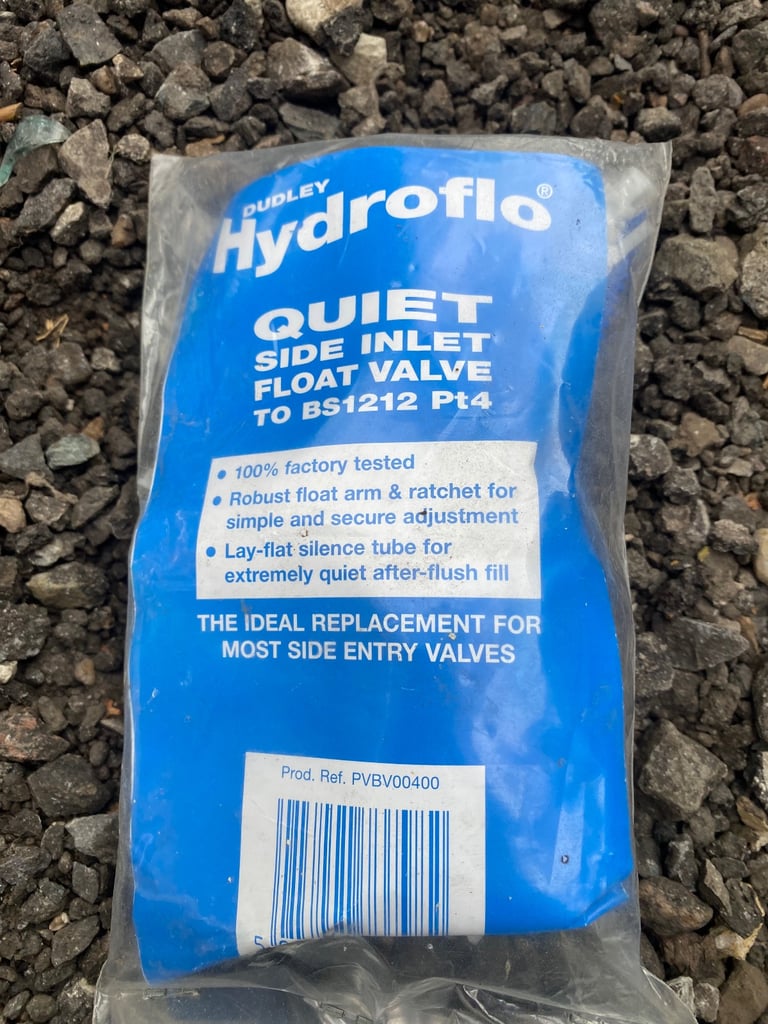 DUDLEY
Hydroflo®
QUIET
SIDE INLET
FLOAT VALVE
TO BS1212 Pt4
• 100% factory tested
• Robust float arm & ratchet for
simple and secure adjustment
• Lay-flat silence tube for
extremely quiet after-flush fill
THE IDEAL REPLACEMENT FOR
MOST SIDE ENTRY VALVES
Prod. Ref. PVBV00400
5